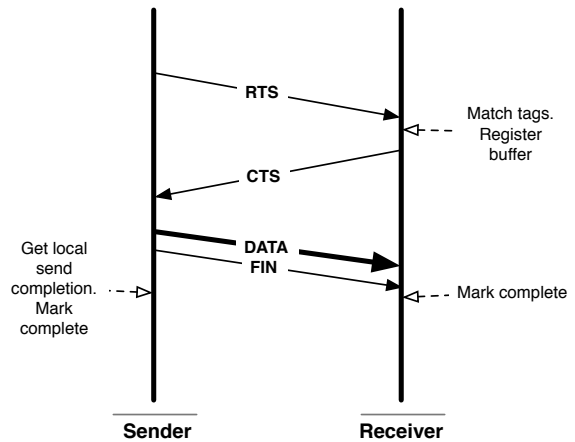 RTS
Match tags.
Register
buffer
CTS
DATA
FIN
Get local
send
completion.
Mark
complete
Mark complete
Sender
Receiver